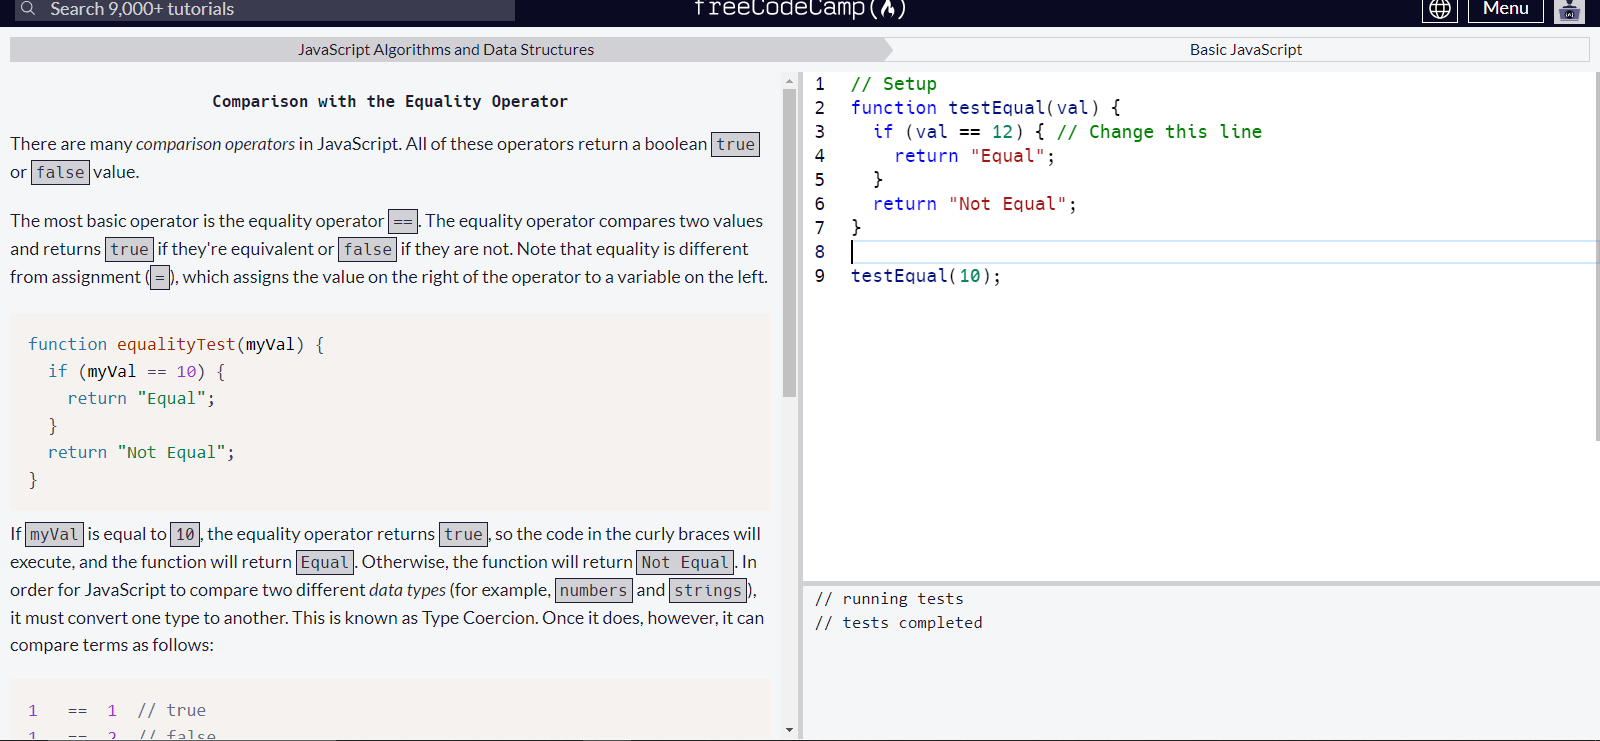 Search 9,000+ tutorials
freeCodeCamp
Menu
JavaScript Algorithms and Data Structures
Basic JavaScript
Comparison with the Equality Operator
There are many comparison operators in JavaScript. All of these operators return a boolean true
or false value.
The most basic operator is the equality operator ==. The equality operator compares two values
and returns true if they're equivalent or false if they are not. Note that equality is different
from assignment (=), which assigns the value on the right of the operator to a variable on the left.
function equalityTest(myVal) {
if (myVal == 10) {
return "Equal";
}
return "Not Equal";
}
If myVal is equal to 10, the equality operator returns true, so the code in the curly braces will
execute, and the function will return Equal. Otherwise, the function will return Not Equal. In
order for JavaScript to compare two different data types (for example, numbers and strings),
it must convert one type to another. This is known as Type Coercion. Once it does, however, it can
compare terms as follows:
1 == 1 // true
1 == 2 // false
1 // Setup
2 function testEqual(val) {
3 if (val == 12) { // Change this line
4 return "Equal";
5 }
6 return "Not Equal";
7 }
8
9 testEqual(10);
// running tests
// tests completed